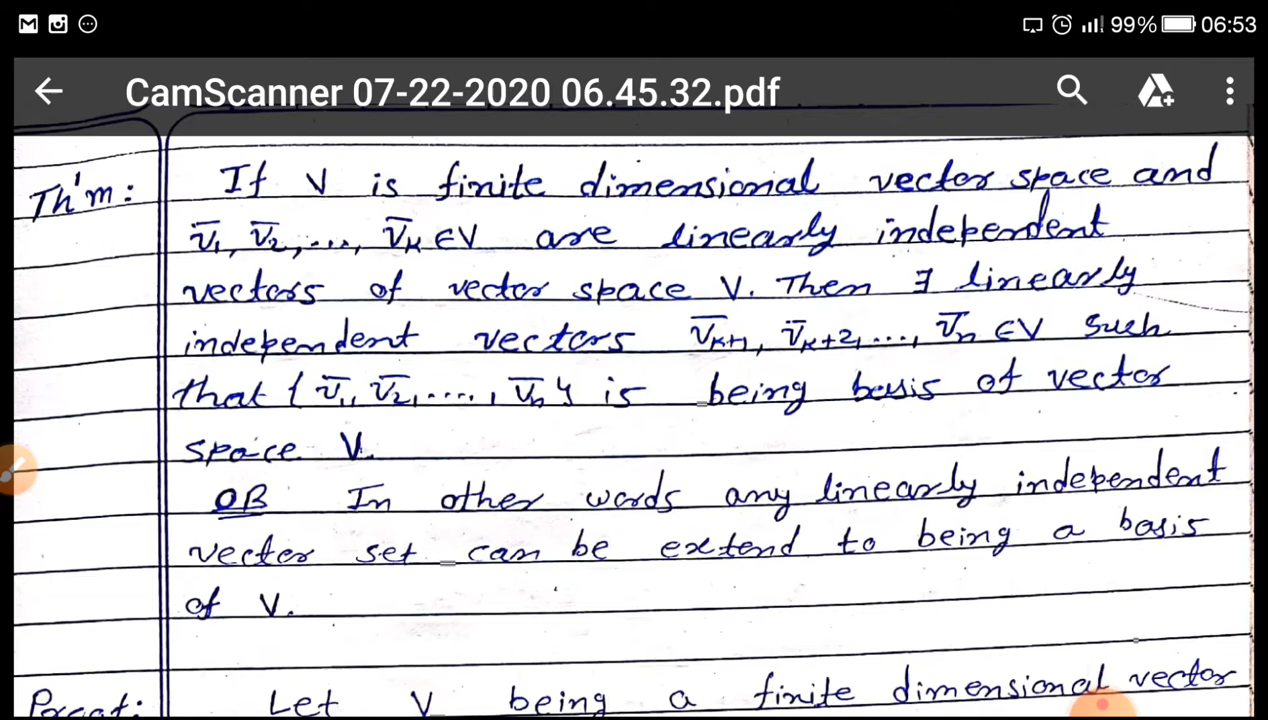 99% 06:53
CamScanner 07-22-2020 06.45.32.pdf
Th'm: If V is finite dimensional vector space and
v̄₁, v̄₂, ..., v̄ₖ ∈V are linearly independent
vectors of vector space V. Then ∃ linearly
independent vectors v̄ₖ₊₁, v̄ₖ₊₂, ..., v̄ₙ ∈V such
that { v̄₁, v̄₂, ...., v̄ₙ } is being basis of vector
space V.
OR In other words any linearly independent
vector set can be extend to being a basis
of V.
Proof: Let V being a finite dimensional vector